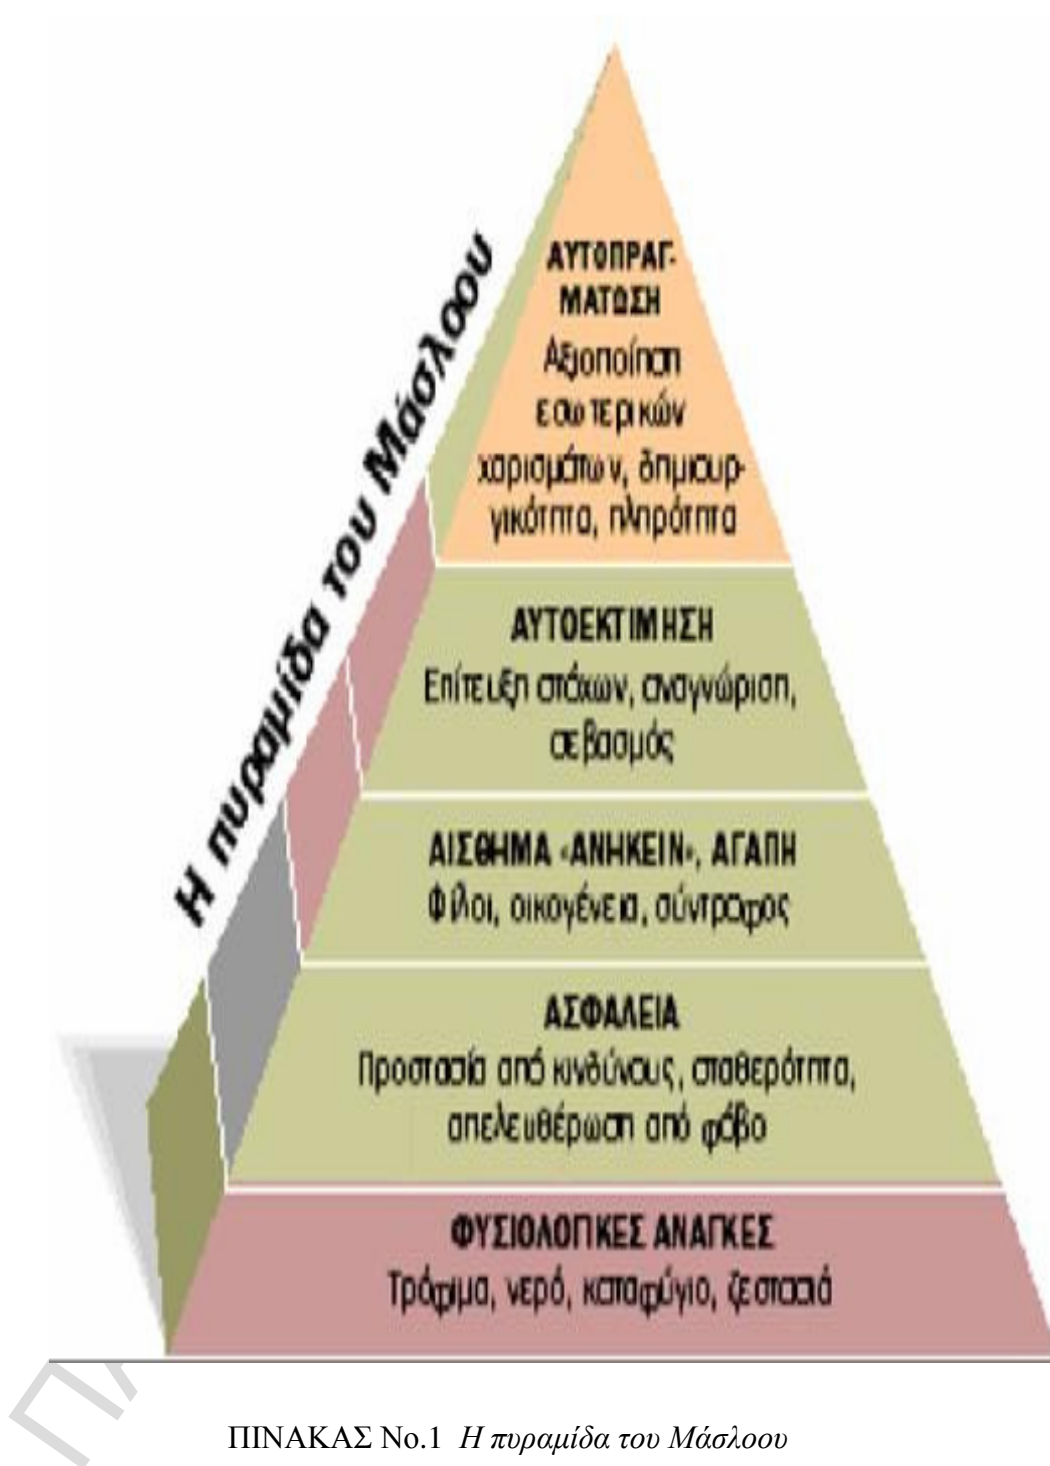 Η πυραμίδα του Μάσλοου
ΑΥΤΟΠΡΑΓ-
ΜΑΤΩΣΗ
Αξιοποίηση
εσωτερικών
χαρισμάτων, δημιουρ-
γικότητα, πληρότητα
ΑΥΤΟΕΚΤΙΜΗΣΗ
Επίτευξη στόχων, αναγνώριση,
σεβασμός
ΑΙΣΘΗΜΑ «ΑΝΗΚΕΙΝ», ΑΓΑΠΗ
Φίλοι, οικογένεια, σύντροφος
ΑΣΦΑΛΕΙΑ
Προστασία από κινδύνους, σταθερότητα,
απελευθέρωση από φόβο
ΦΥΣΙΟΛΟΓΙΚΕΣ ΑΝΑΓΚΕΣ
Τρόφιμα, νερό, καταφύγιο, ζεστασιά
ΠΙΝΑΚΑΣ Νο.1 Η πυραμίδα του Μάσλοου